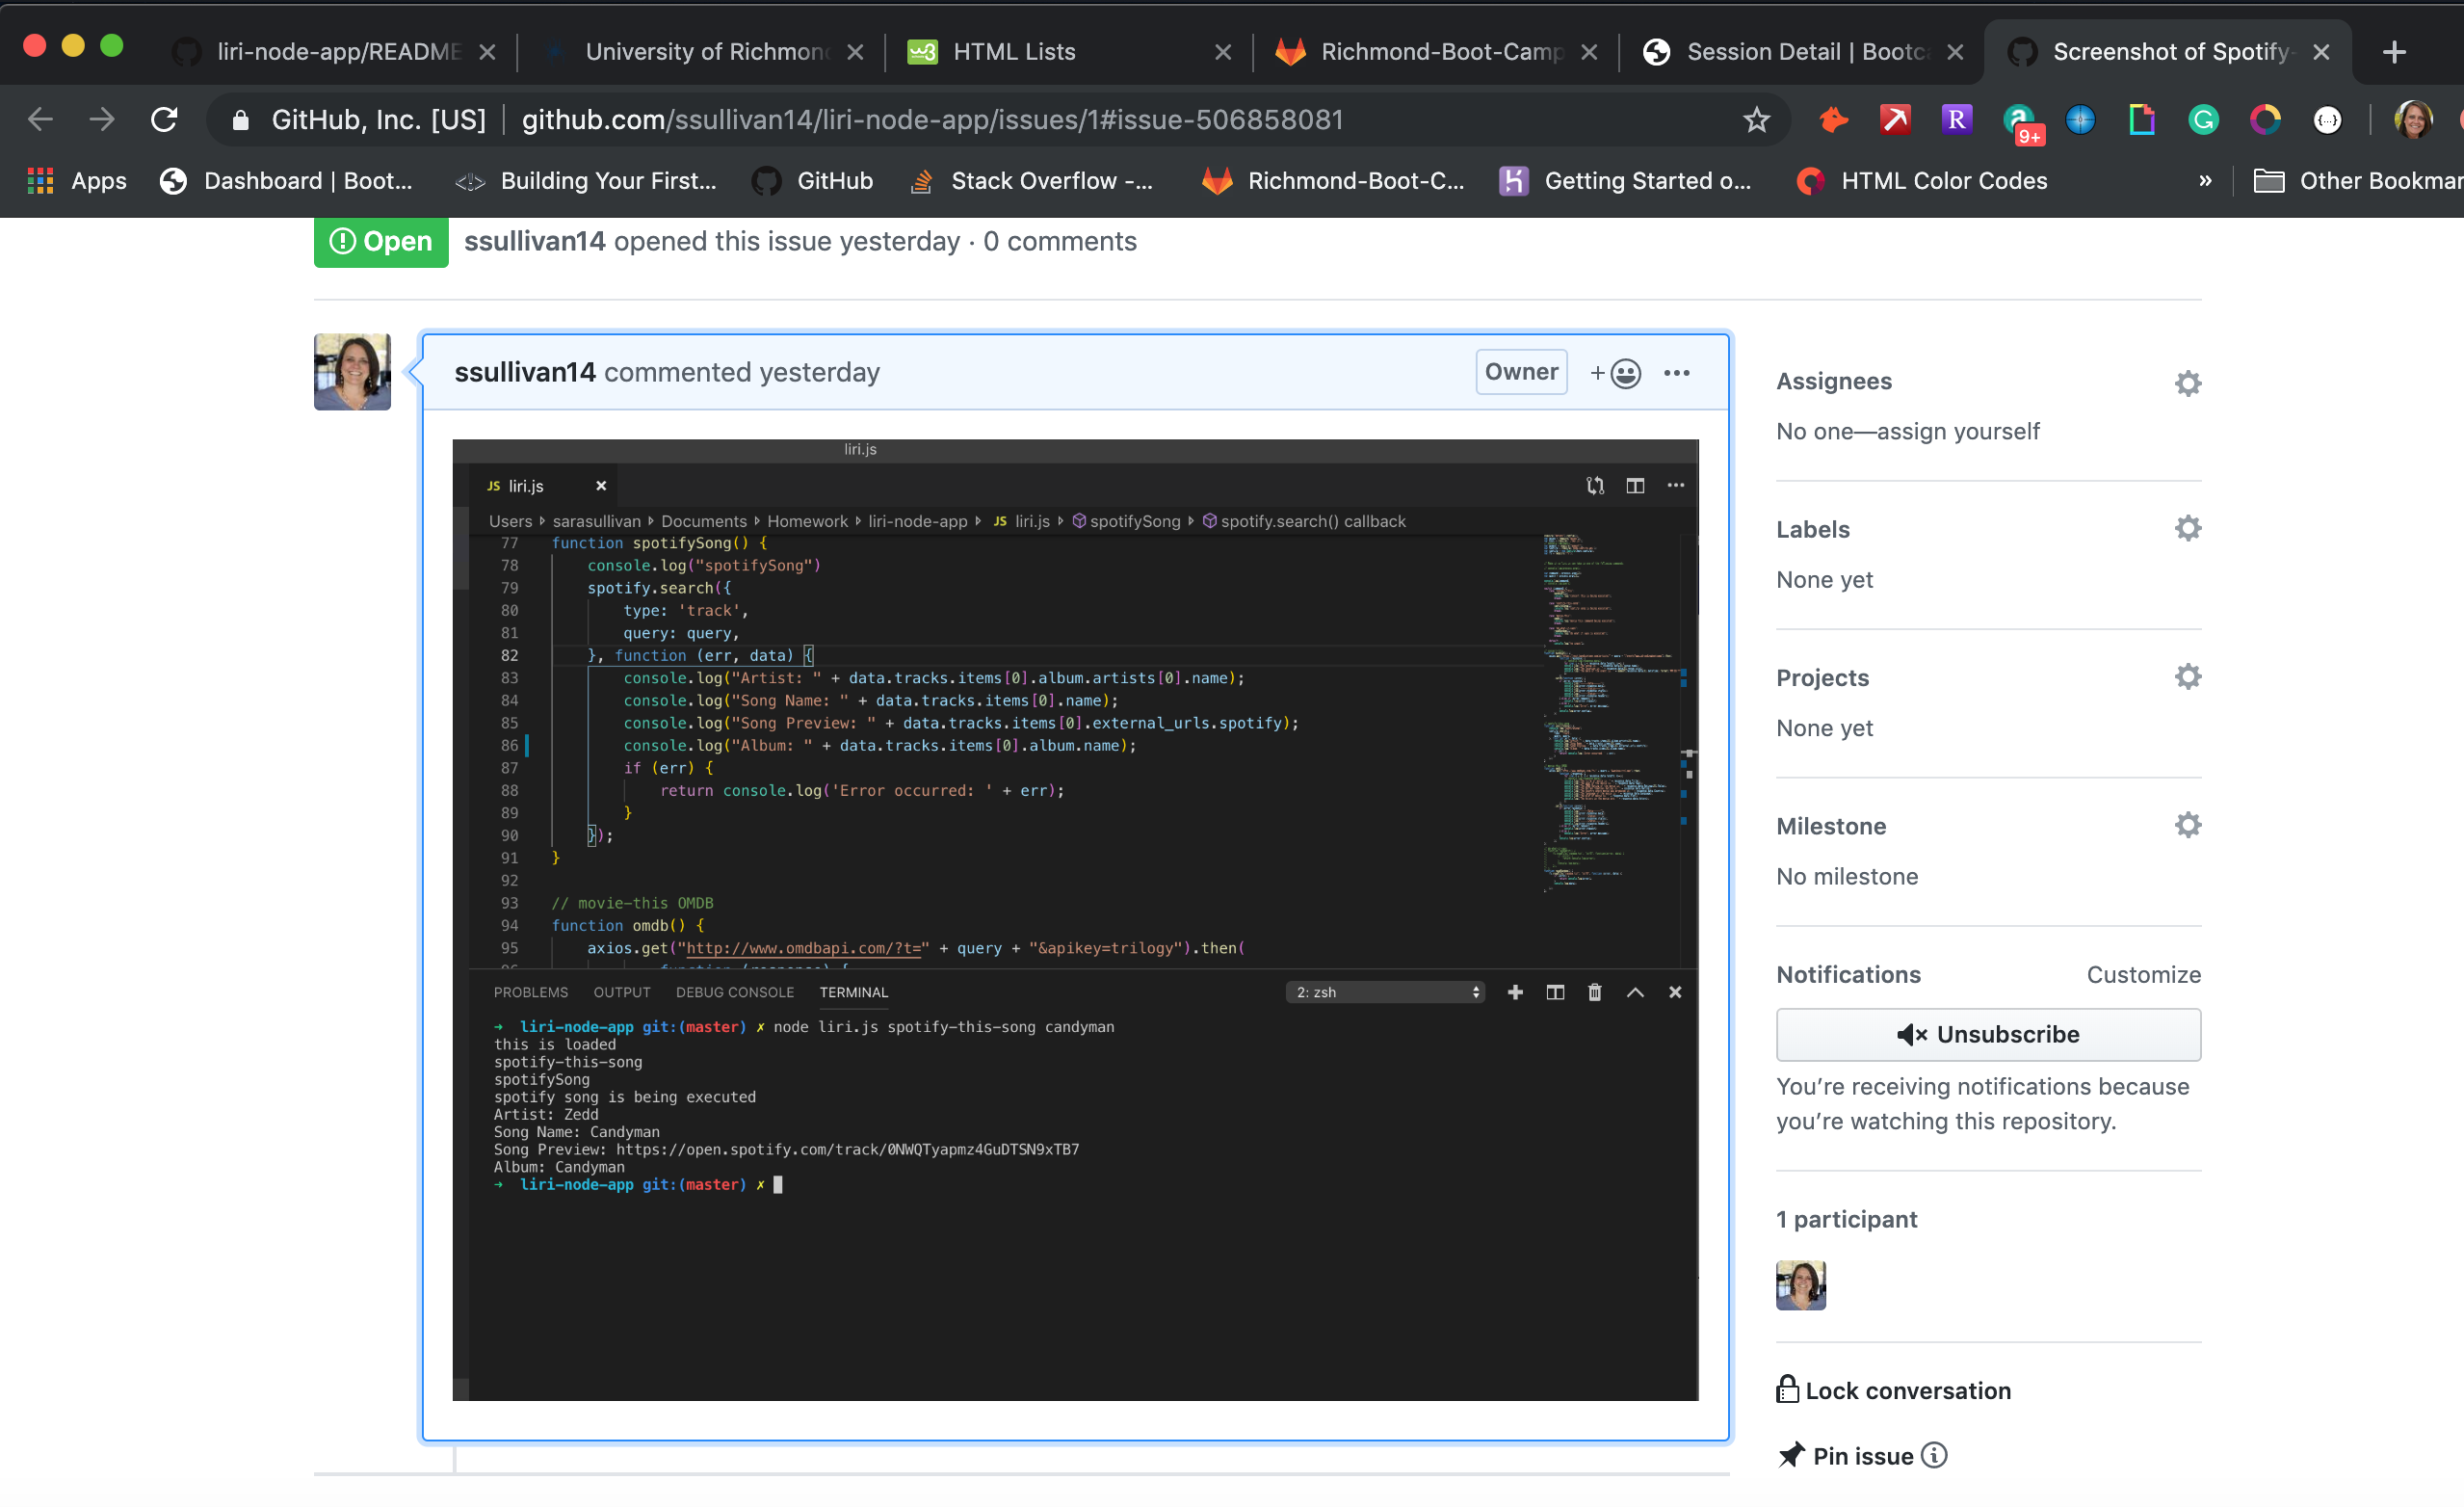 liri-node-app/README
University of Richmond
HTML Lists
Richmond-Boot-Camp
Session Detail | Bootca
Screenshot of Spotify-
GitHub, Inc. [US] | github.com/ssullivan14/liri-node-app/issues/1#issue-506858081
9+
Apps
Dashboard | Boot...
Building Your First...
GitHub
Stack Overflow -...
Richmond-Boot-C...
Getting Started o...
HTML Color Codes
»
Other Bookmar
Open
ssullivan14 opened this issue yesterday · 0 comments
ssullivan14 commented yesterday
Owner
liri.js
JS liri.js
Users sarasullivan Documents Homework liri-node-app JS liri.js spotifySong spotify.search() callback
77 function spotifySong() {
78 console.log("spotifySong")
79 spotify.search({
80 type: 'track',
81 query: query,
82 }, function (err, data) {
83 console.log("Artist: " + data.tracks.items[0].album.artists[0].name);
84 console.log("Song Name: " + data.tracks.items[0].name);
85 console.log("Song Preview: " + data.tracks.items[0].external_urls.spotify);
86 console.log("Album: " + data.tracks.items[0].album.name);
87 if (err) {
88 return console.log('Error occurred: ' + err);
89 }
90 });
91 }
92
93 // movie-this OMDB
94 function omdb() {
95 axios.get("http://www.omdbapi.com/?t=" + query + "&apikey=trilogy").then(
PROBLEMS OUTPUT DEBUG CONSOLE TERMINAL
2: zsh
➜ liri-node-app git:(master) ✗ node liri.js spotify-this-song candyman
this is loaded
spotify-this-song
spotifySong
spotify song is being executed
Artist: Zedd
Song Name: Candyman
Song Preview: https://open.spotify.com/track/0NWQTyapmz4GuDTSN9xTB7
Album: Candyman
➜ liri-node-app git:(master) ✗
Assignees
No one—assign yourself
Labels
None yet
Projects
None yet
Milestone
No milestone
Notifications
Customize
Unsubscribe
You’re receiving notifications because
you’re watching this repository.
1 participant
Lock conversation
Pin issue